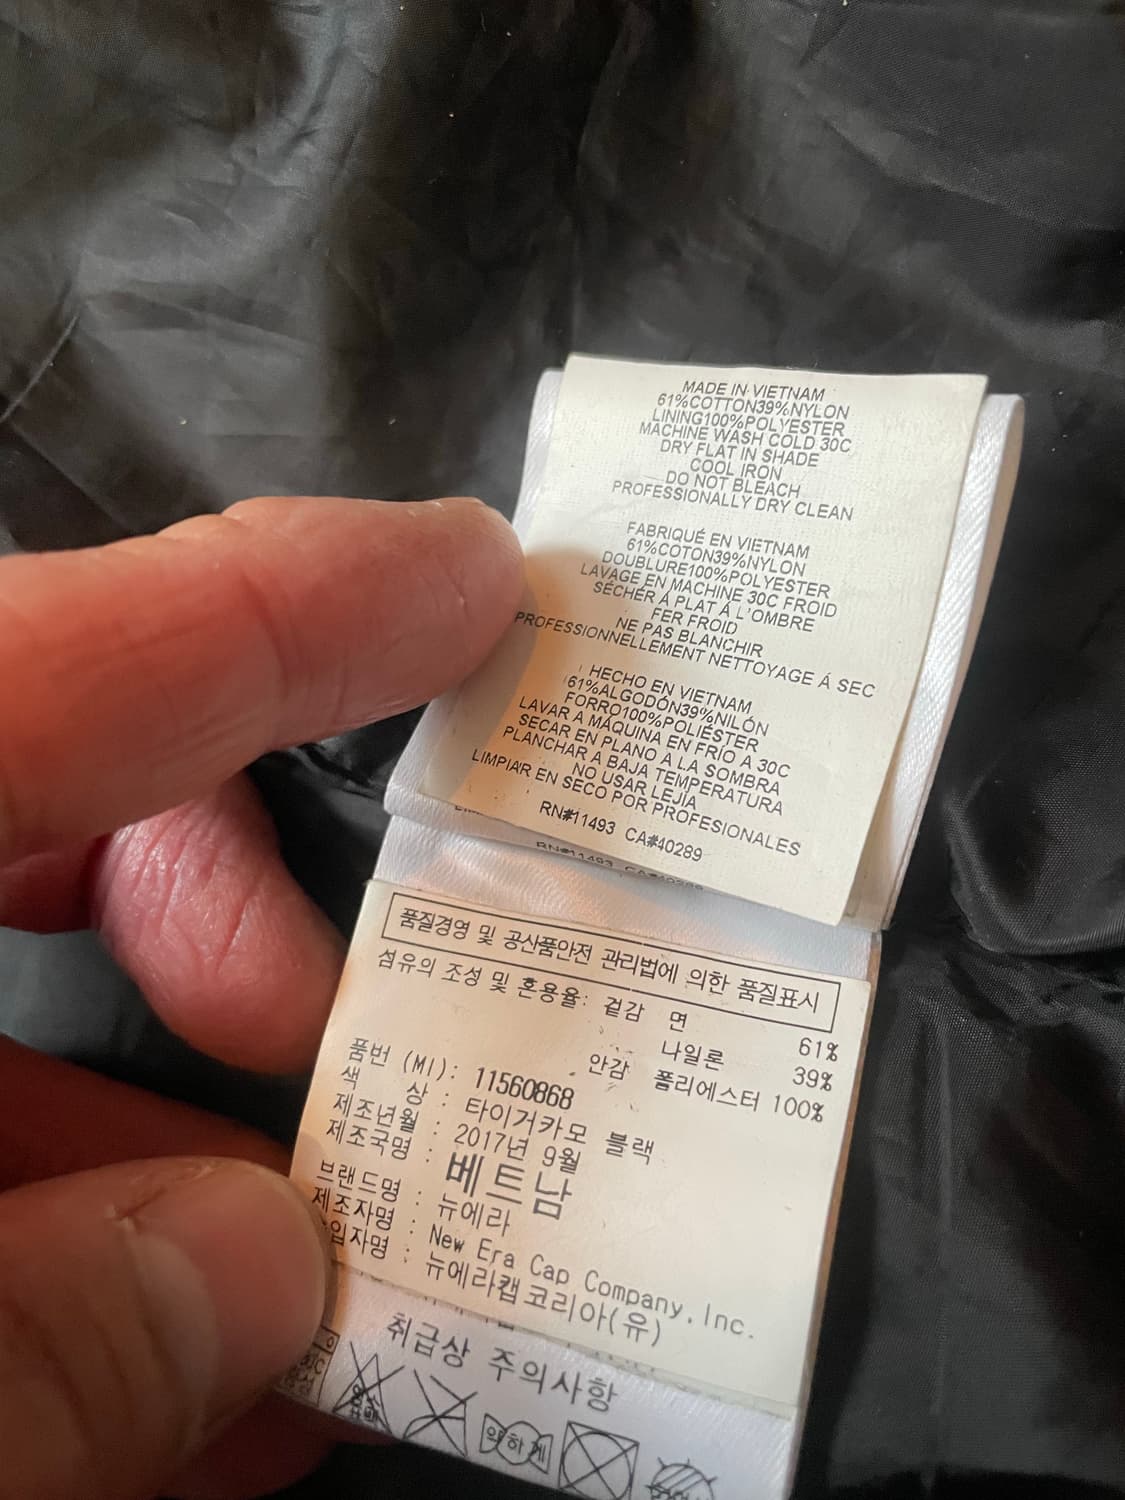 MADE IN VIETNAM
61%COTTON39%NYLON
LINING100%POLYESTER
MACHINE WASH COLD 30C
DRY FLAT IN SHADE
COOL IRON
DO NOT BLEACH
PROFESSIONALLY DRY CLEAN
FABRIQUÉ EN VIETNAM
61%COTON39%NYLON
DOUBLURE100%POLYESTER
LAVAGE EN MACHINE 30C FROID
SÉCHER Á PLAT Á L'OMBRE
FER FROID
NE PAS BLANCHIR
PROFESSIONNELLEMENT NETTOYAGE Á SEC
HECHO EN VIETNAM
61%ALGODÓN39%NILÓN
FORRO100%POLIÉSTER
LAVAR A MÁQUINA EN FRÍO A 30C
SECAR EN PLANO A LA SOMBRA
PLANCHAR A BAJA TEMPERATURA
NO USAR LEJÍA
LIMPIAR EN SECO POR PROFESIONALES
RN#11493 CA#40289
RN#11493 CA#40289
품질경영 및 공산품안전 관리법에 의한 품질표시
섬유의 조성 및 혼용율: 겉감 면 61%
나일론 39%
안감 폴리에스터 100%
품번 (MI): 11560868
색 상 : 타이거카모 블랙
제조년월 : 2017년 9월
제조국명 : 베트남
브랜드명 : 뉴에라
제조자명 : New Era Cap Company, Inc.
입자명 : 뉴에라캡코리아(유)
취급상 주의사항
약하게